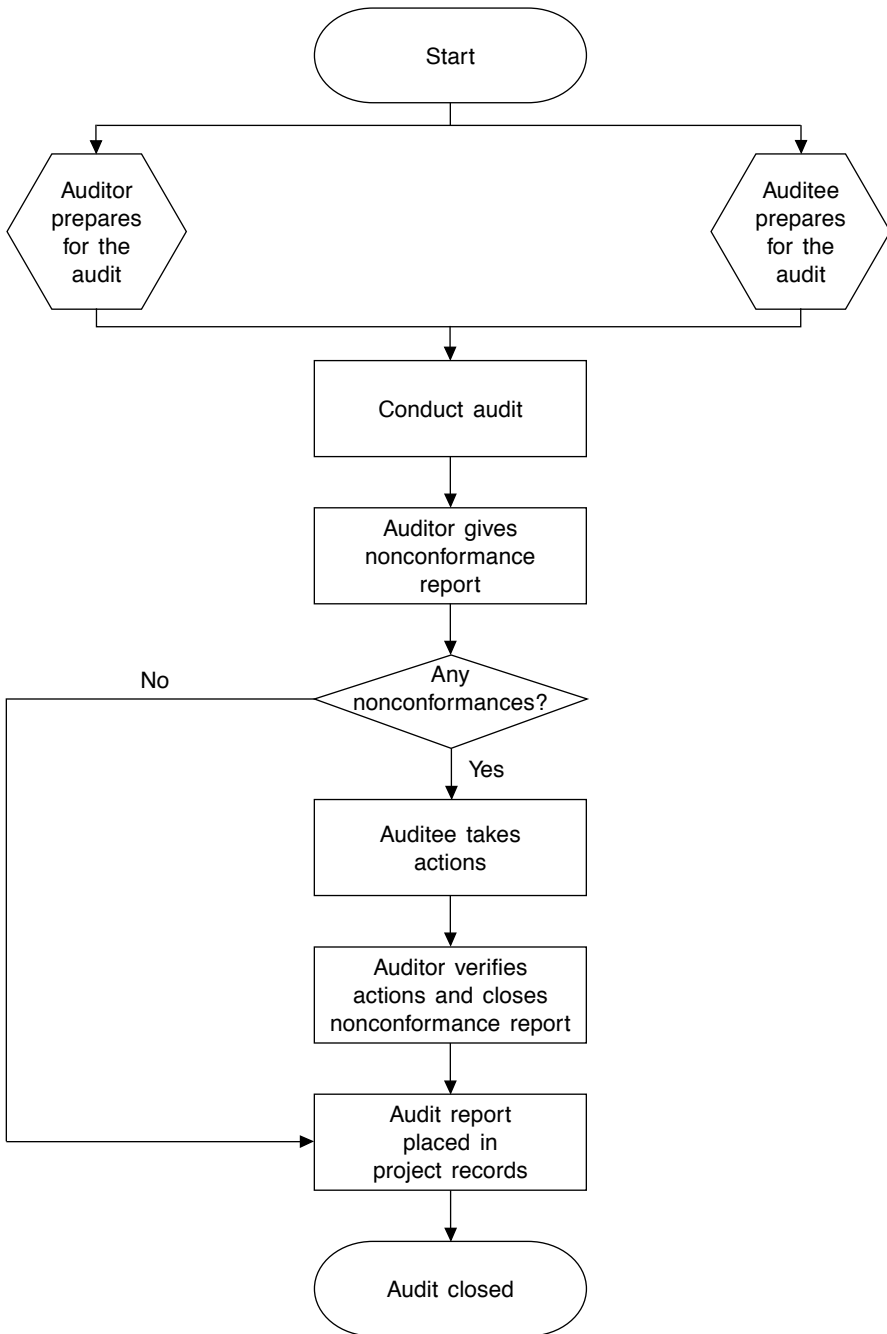 Start
Auditor
prepares
for the
audit
Auditee
prepares
for the
audit
Conduct audit
Auditor gives
nonconformance
report
Any
nonconformances?
No
Yes
Auditee takes
actions
Auditor verifies
actions and closes
nonconformance report
Audit report
placed in
project records
Audit closed